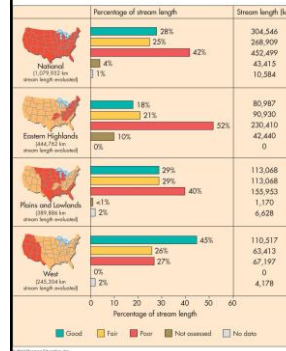 Percentage of stream length Stream length (k
28% 304,546
25% 268,909
42% 452,499
4% 43,415
1% 10,584
National
(1,079,932 km
stream length evaluated)
18% 80,987
21% 90,930
52% 230,410
10% 42,440
0% 0
Eastern Highlands
(444,762 km
stream length evaluated)
29% 113,068
29% 113,068
40% 155,953
<1% 1,170
2% 6,628
Plains and Lowlands
(389,886 km
stream length evaluated)
45% 110,517
26% 63,413
27% 67,197
0% 0
2% 4,178
West
(245,304 km
stream length evaluated)
0 10 20 30 40 50 60
Percentage of stream length
Good Fair Poor Not assessed No data